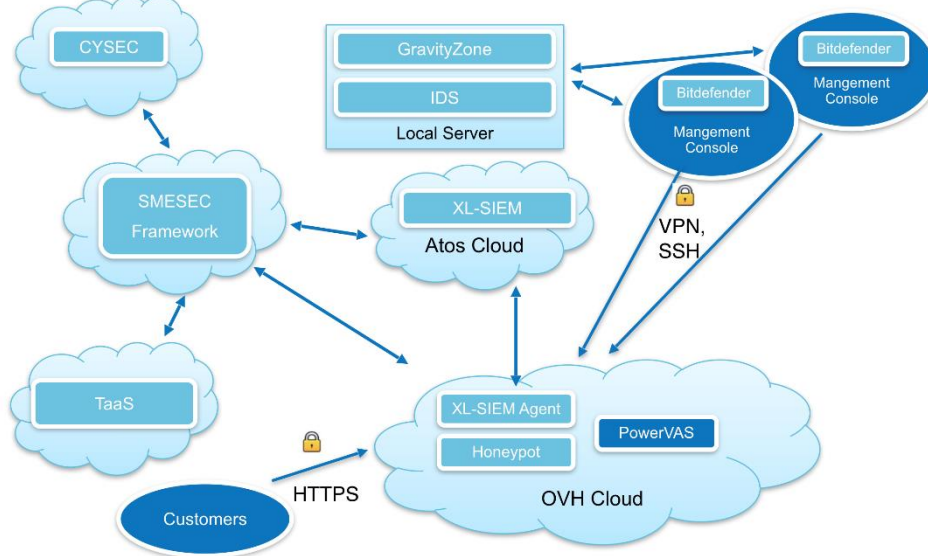 CYSEC
GravityZone
IDS
Local Server
Bitdefender
Mangement
Console
Bitdefender
Mangement
Console
SMESEC
Framework
XL-SIEM
Atos Cloud
VPN,
SSH
TaaS
XL-SIEM Agent
Honeypot
PowerVAS
OVH Cloud
HTTPS
Customers